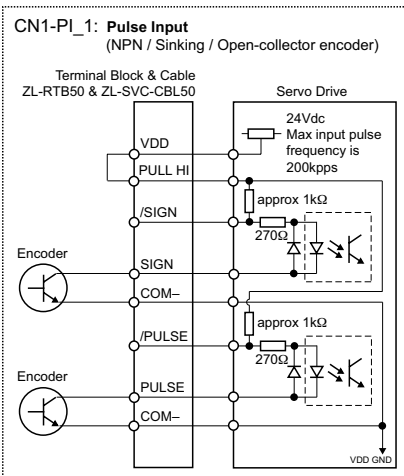 CN1-PI_1: Pulse Input
(NPN / Sinking / Open-collector encoder)
Terminal Block & Cable
ZL-RTB50 & ZL-SVC-CBL50
Servo Drive
24Vdc
Max input pulse
frequency is
200kpps
VDD
PULL HI
approx 1kΩ
/SIGN
270Ω
Encoder
SIGN
COM–
approx 1kΩ
/PULSE
270Ω
Encoder
PULSE
COM–
VDD GND